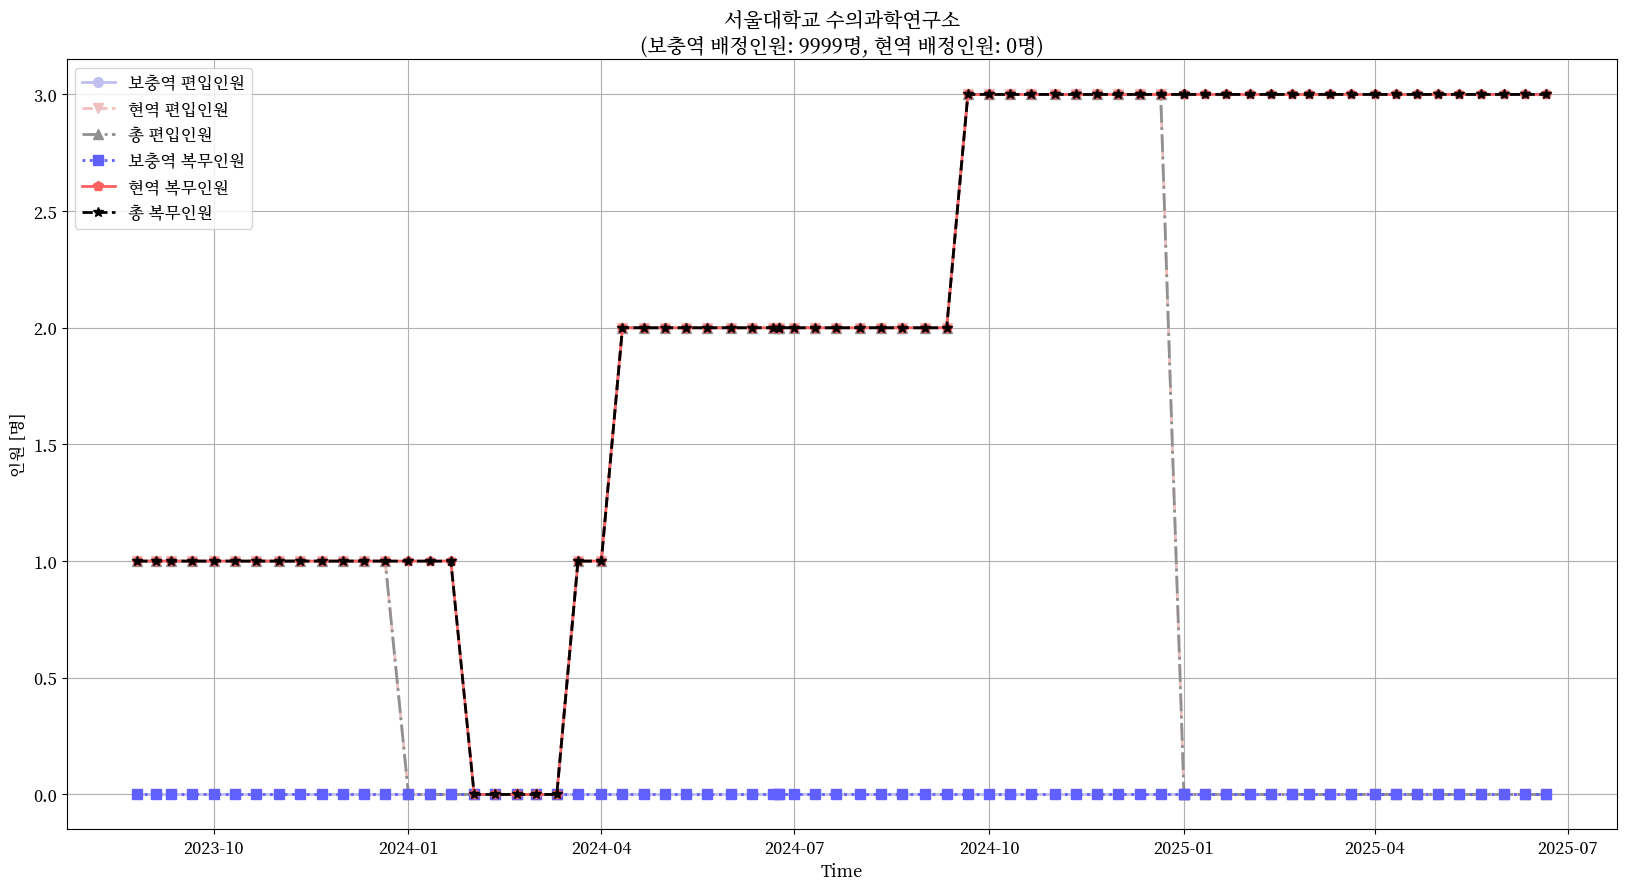 서울대학교 수의과학연구소
(보충역 배정인원: 9999명, 현역 배정인원: 0명)
보충역 편입인원
현역 편입인원
총 편입인원
보충역 복무인원
현역 복무인원
총 복무인원
3.0
2.5
2.0
1.5
1.0
0.5
0.0
인원 [명]
2023-10
2024-01
2024-04
2024-07
2024-10
2025-01
2025-04
2025-07
Time